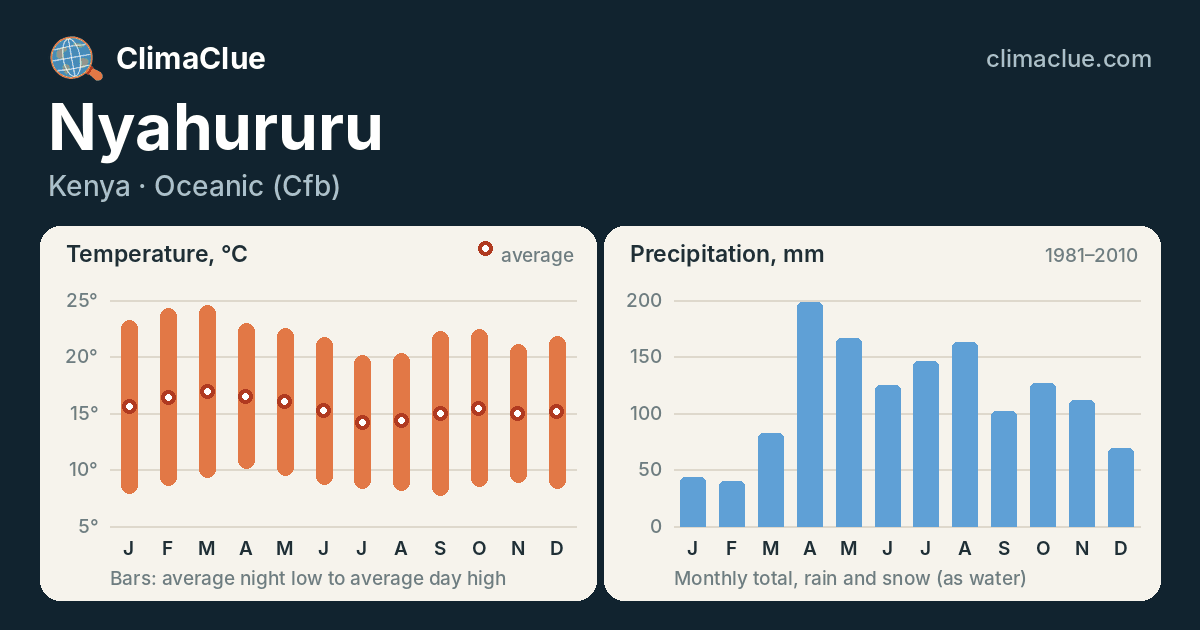 ClimaClue
climaclue.com
Nyahururu
Kenya · Oceanic (Cfb)
Temperature, °C
average
25°
20°
15°
10°
5°
J F M A M J J A S O N D
Bars: average night low to average day high
Precipitation, mm
1981–2010
200
150
100
50
0
J F M A M J J A S O N D
Monthly total, rain and snow (as water)